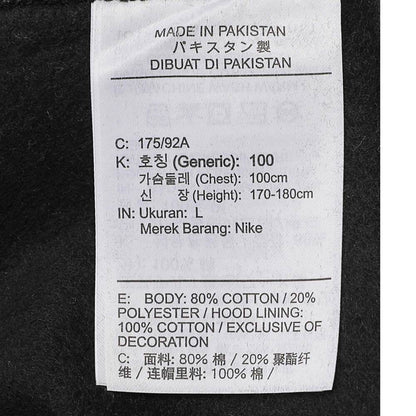 MADE IN PAKISTAN
パキスタン製
DIBUAT DI PAKISTAN
C: 175/92A
K: 호칭 (Generic): 100
가슴둘레 (Chest): 100cm
신 장 (Height): 170-180cm
IN: Ukuran: L
Merek Barang: Nike
E: BODY: 80% COTTON / 20%
POLYESTER / HOOD LINING:
100% COTTON / EXCLUSIVE OF
DECORATION
C: 面料: 80% 棉 / 20% 聚酯纤
维 / 连帽里料: 100% 棉 /